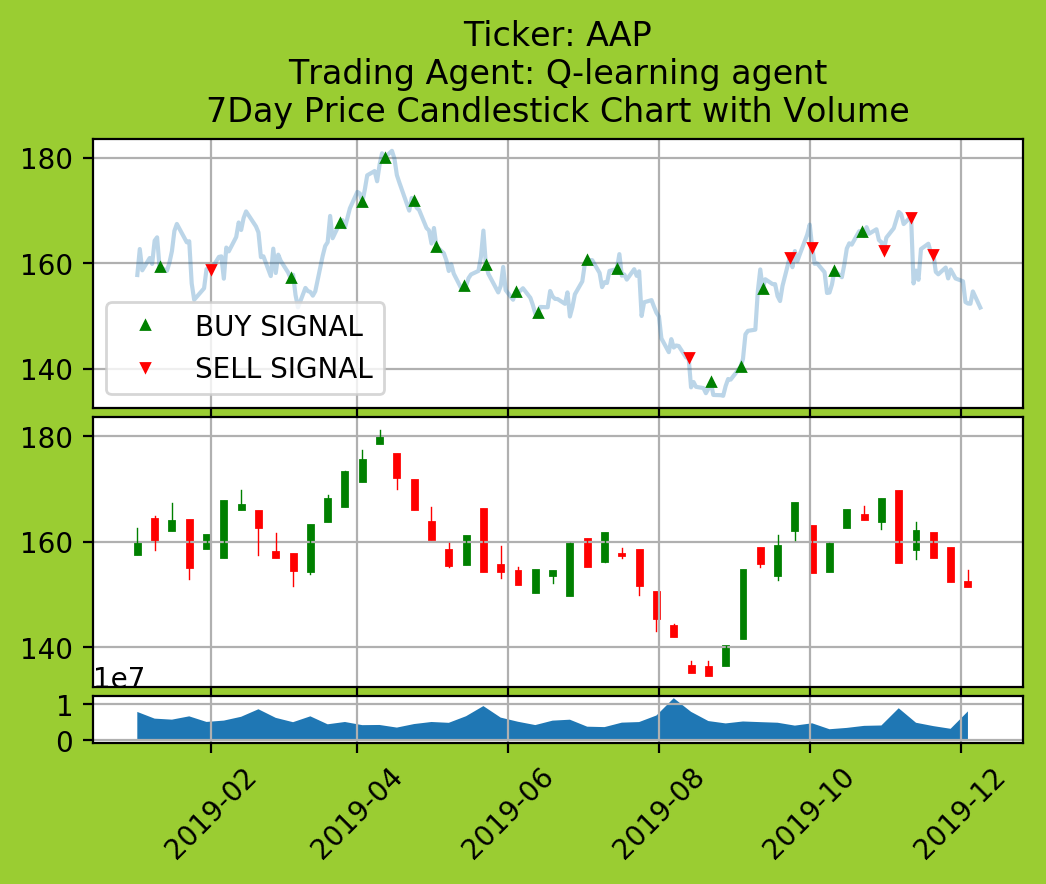 Ticker: AAP
Trading Agent: Q-learning agent
7Day Price Candlestick Chart with Volume
180
160
140
BUY SIGNAL
SELL SIGNAL
180
160
140
1e7
1
0
2019-02
2019-04
2019-06
2019-08
2019-10
2019-12